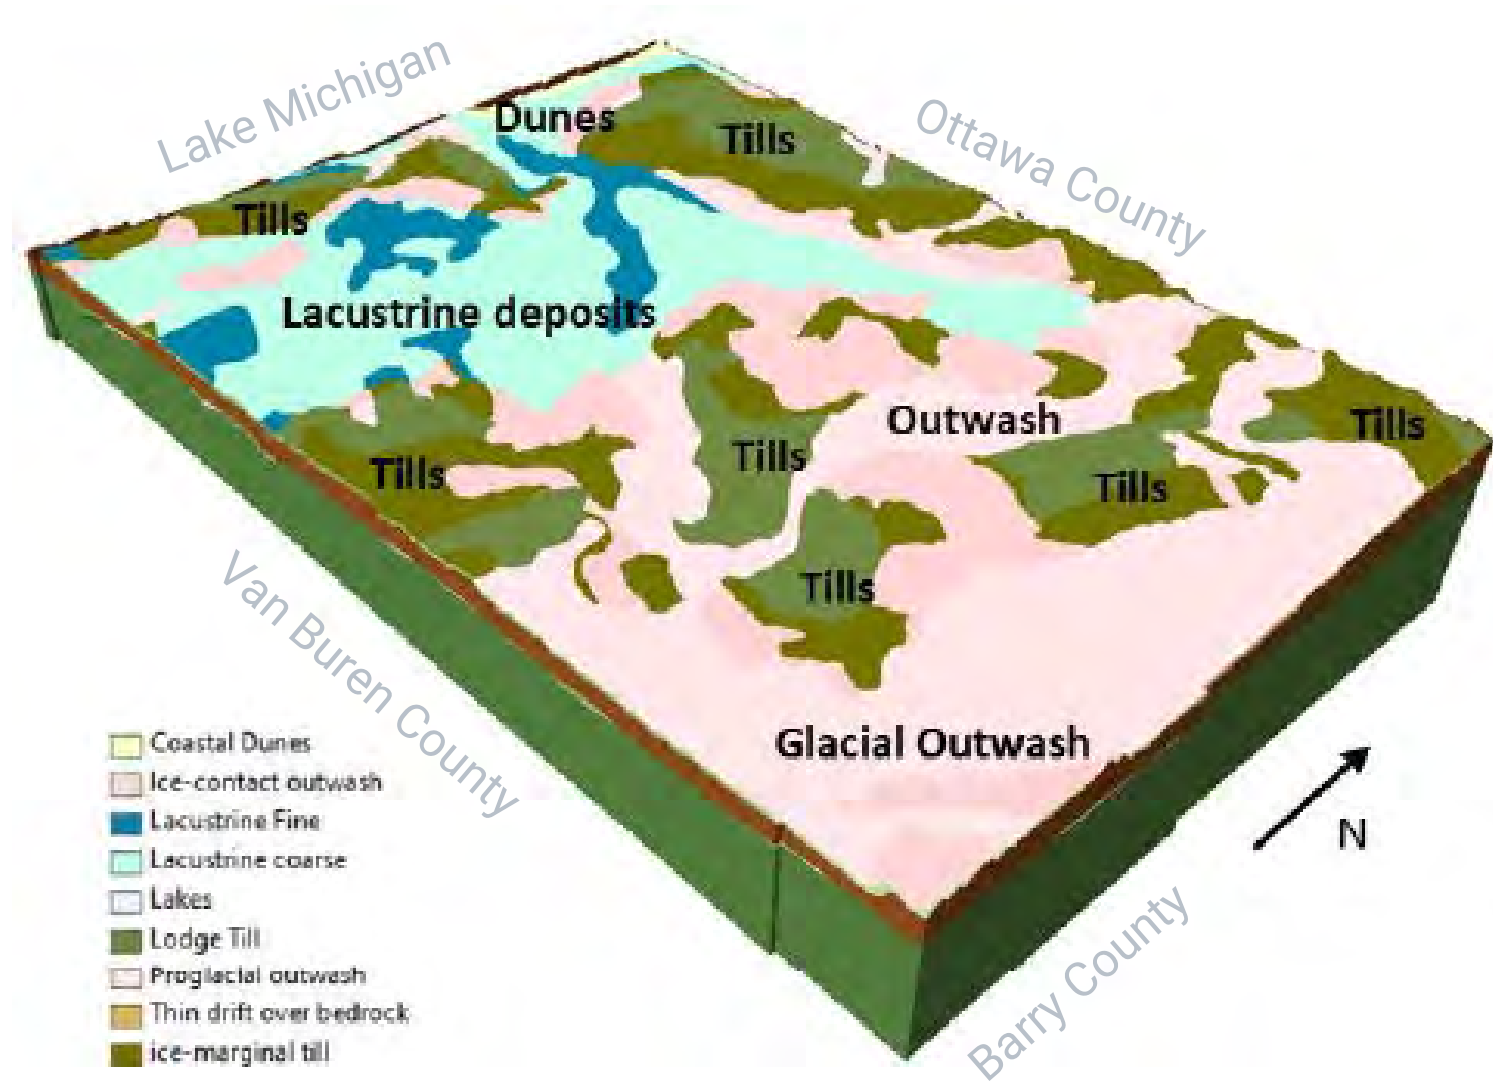 Lake Michigan
Dunes
Tills
Ottawa County
Tills
Lacustrine deposits
Outwash
Tills
Tills
Tills
Tills
Tills
Van Buren County
Glacial Outwash
N
Barry County
Coastal Dunes
Ice-contact outwash
Lacustrine Fine
Lacustrine coarse
Lakes
Lodge Till
Proglacial outwash
Thin drift over bedrock
ice-marginal till